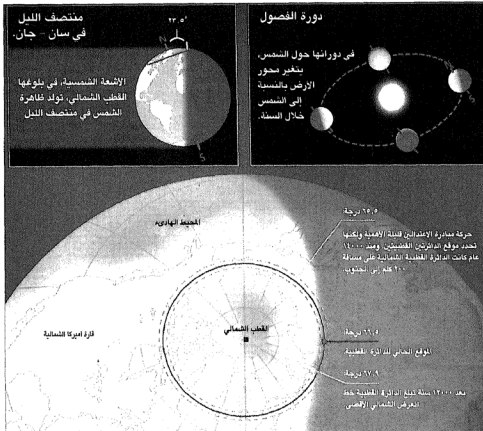 منتصف الليل
في سان - جان.
٢٣,٥°
N
الأشعة الشمسية، في بلوغها
القطب الشمالي، تولد ظاهرة
الشمس في منتصف الليل
S
دورة الفصول
في دورانها حول الشمس،
يتغير محور
الأرض بالنسبة
إلى الشمس
خلال السنة.
N
S
المحيط الهادىء
٦٥,٥ درجة:
حركة مبادرة الاعتدالين قليلة الأهمية ولكنها
تحدد موقع الدائرتين القطبيتين. ومنذ ١٤٠٠٠
عام كانت الدائرة القطبية الشمالية على مسافة
٢٠٠ كلم إلى الجنوب.
قارة اميركا الشمالية
القطب الشمالي
٦٦,٥ درجة:
الموقع الحالي للدائرة القطبية.
٦٧,٩ درجة:
بعد ١٢٠٠٠ سنة تبلغ الدائرة القطبية خط
العرض الشمالي الأقصى.